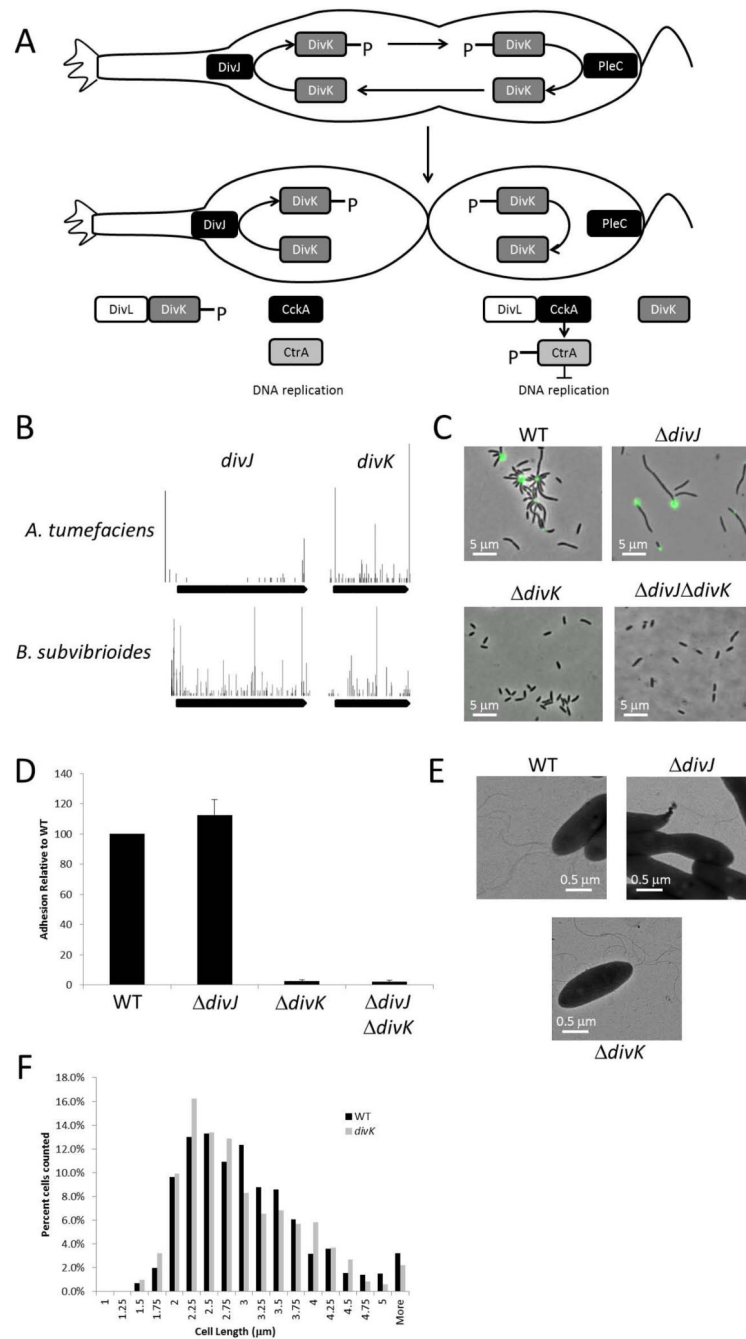 A
DivJ DivK P P DivK PleC
DivK DivK
DivJ DivK P P DivK PleC
DivK DivK
DivL DivK P CckA DivL CckA DivK
CtrA P CtrA
DNA replication DNA replication
B
divJ divK
A. tumefaciens
B. subvibrioides
C
WT ΔdivJ
5 μm 5 μm
ΔdivK ΔdivJΔdivK
5 μm 5 μm
D
Adhesion Relative to WT
140
120
100
80
60
40
20
0
WT ΔdivJ ΔdivK ΔdivJ
ΔdivK
E
WT ΔdivJ
0.5 μm 0.5 μm
0.5 μm
ΔdivK
F
Percent cells counted
18.0%
16.0%
14.0%
12.0%
10.0%
8.0%
6.0%
4.0%
2.0%
0.0%
WT
divK
1 1.25 1.5 1.75 2 2.25 2.5 2.75 3 3.25 3.5 3.75 4 4.25 4.5 4.75 5 More
Cell Length (μm)